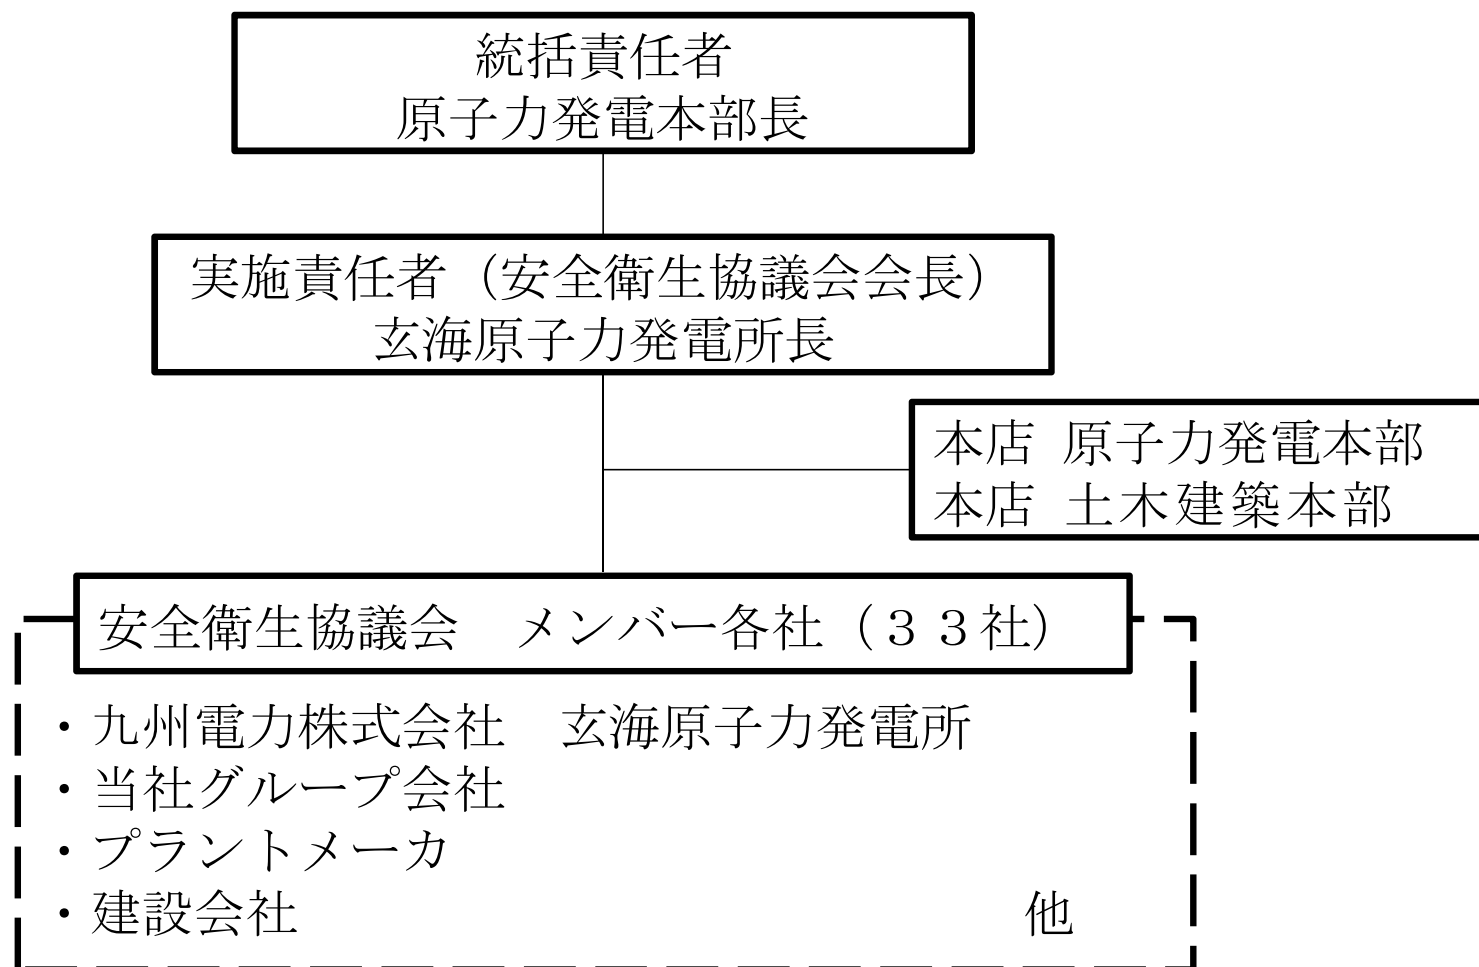 統括責任者
原子力発電本部長
実施責任者（安全衛生協議会会長）
玄海原子力発電所長
本店 原子力発電本部
本店 土木建築本部
安全衛生協議会　メンバー各社（３３社）
・九州電力株式会社　玄海原子力発電所
・当社グループ会社
・プラントメーカ
・建設会社　他